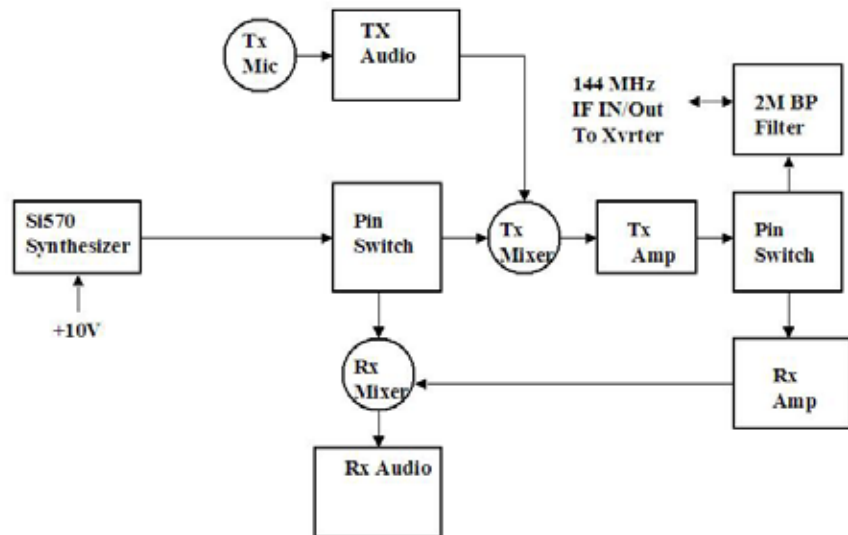 Tx
Mic
TX
Audio
144 MHz
IF IN/Out
To Xvrter
2M BP
Filter
Si570
Synthesizer
Pin
Switch
Tx
Mixer
Tx
Amp
Pin
Switch
+10V
Rx
Mixer
Rx
Amp
Rx Audio